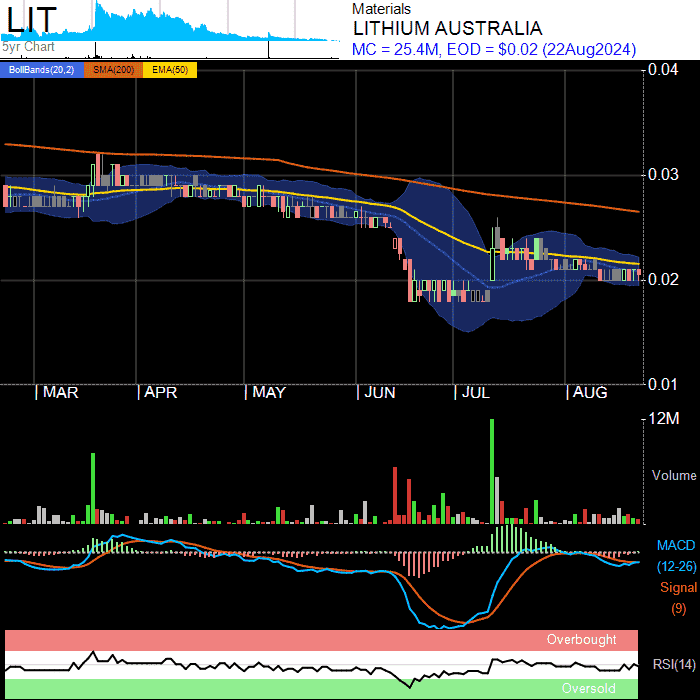 LIT
5yr Chart
Materials
LITHIUM AUSTRALIA
MC = 25.4M, EOD = $0.02 (22Aug2024)
BollBands(20,2) SMA(200) EMA(50)
0.04
0.03
0.02
0.01
MAR APR MAY JUN JUL AUG
12M
Volume
MACD
(12-26)
Signal
(9)
Overbought
RSI(14)
Oversold